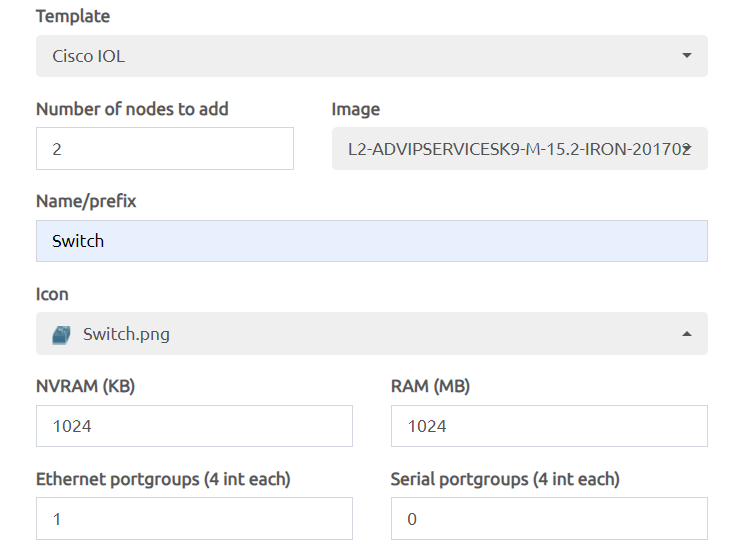 Template
Cisco IOL
Number of nodes to add
Image
2
L2-ADVIPSERVICESK9-M-15.2-IRON-201702
Name/prefix
Switch
Icon
Switch.png
NVRAM (KB)
RAM (MB)
1024
1024
Ethernet portgroups (4 int each)
Serial portgroups (4 int each)
1
0